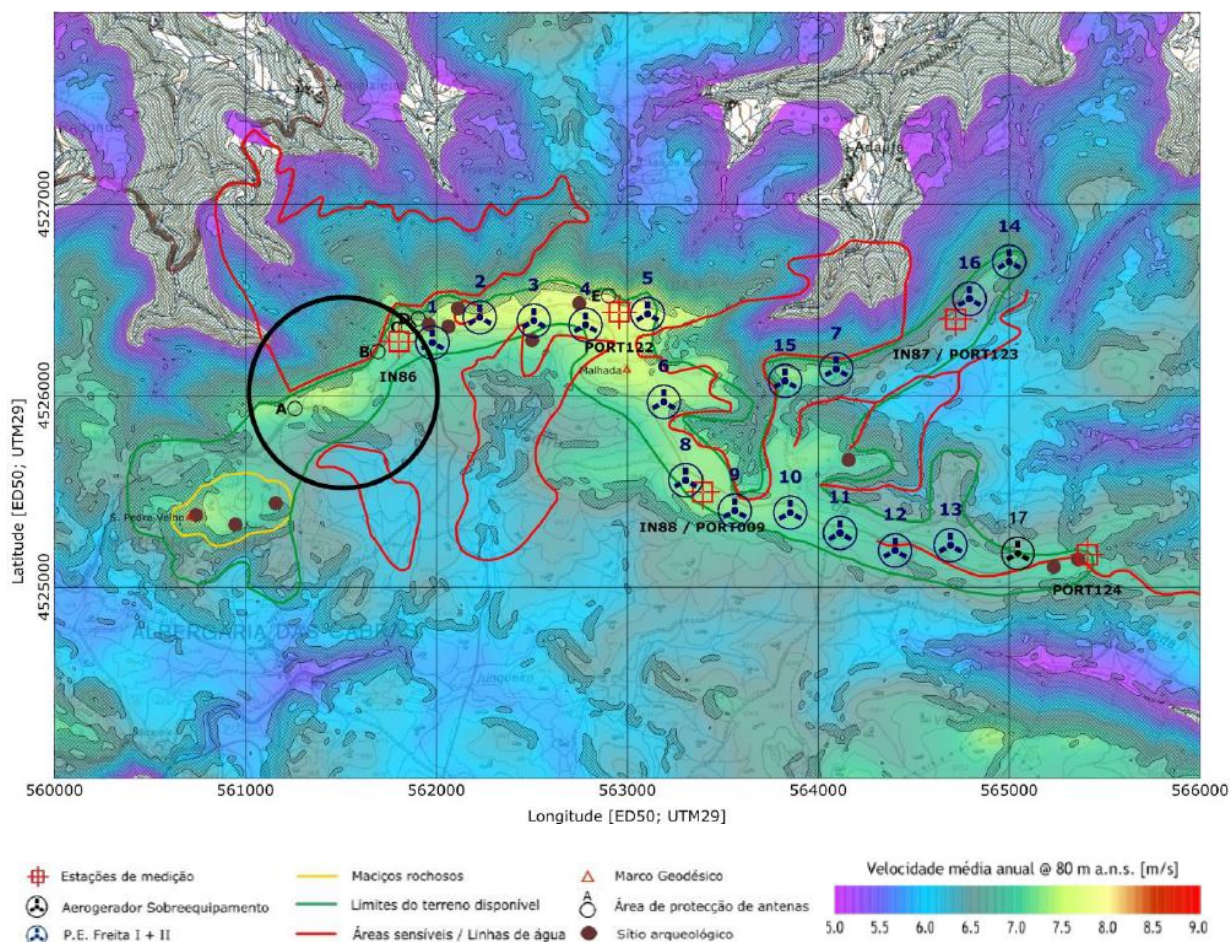 4527000
4526000
4525000
Latitude [ED50; UTM29]
Adaufe
14
16
2
3
4
5
1
E
D
C
B
A
PORT122
IN86
Malhada
6
15
7
IN87 / PORT123
8
9
10
11
12
13
17
S. Pedro Velho
IN88 / PORT009
PORT124
ALBERGARIA DAS CABRAS
Junqueiro
560000 561000 562000 563000 564000 565000 566000
Longitude [ED50; UTM29]
Estações de medição
Aerogerador Sobreequipamento
P.E. Freita I + II
Maciços rochosos
Limites do terreno disponível
Áreas sensíveis / Linhas de água
Marco Geodésico
A
Área de protecção de antenas
Sítio arqueológico
Velocidade média anual @ 80 m a.n.s. [m/s]
5.0 5.5 6.0 6.5 7.0 7.5 8.0 8.5 9.0